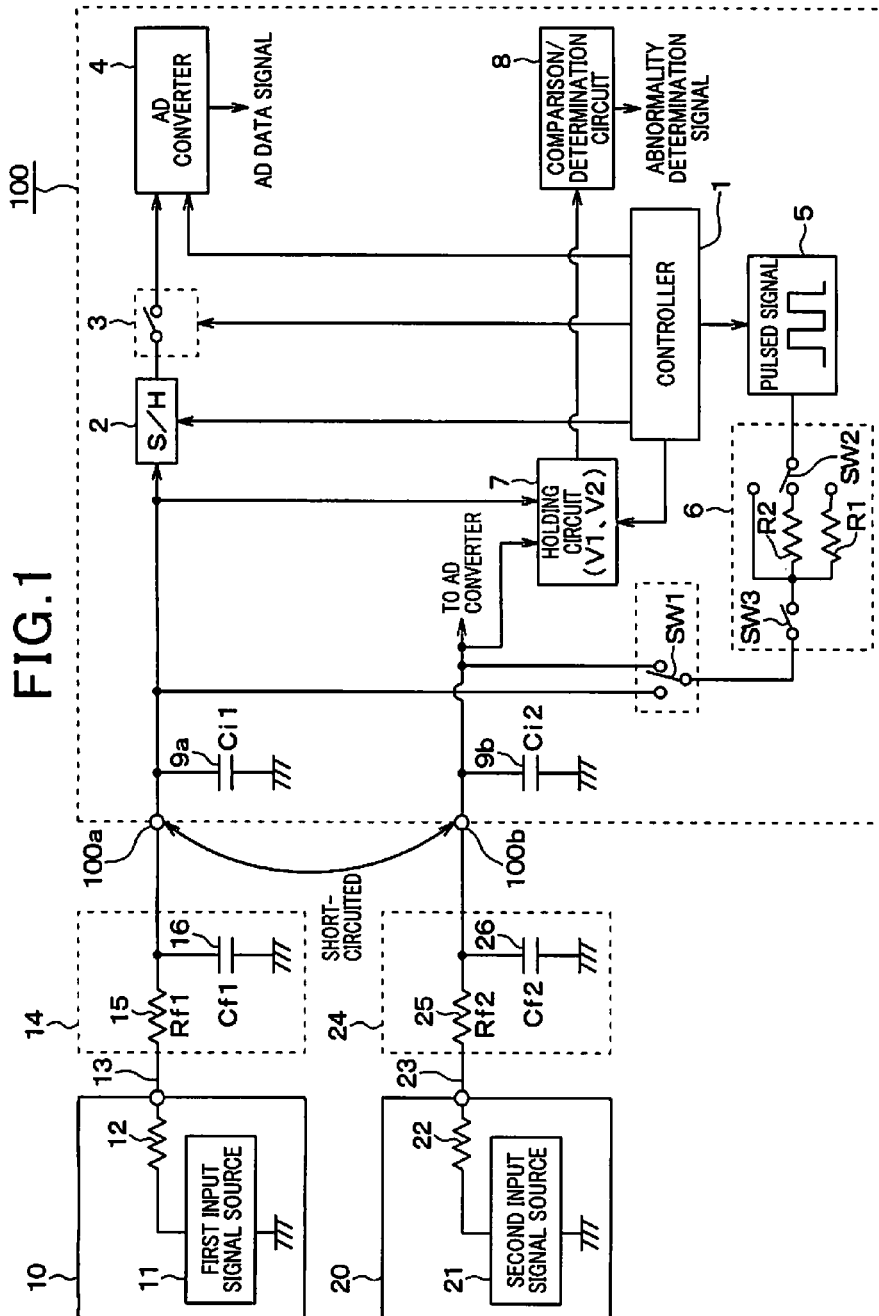 FIG.1
100
4
AD
CONVERTER
AD DATA SIGNAL
3
2
S/H
8
COMPARISON/
DETERMINATION
CIRCUIT
ABNORMALITY
DETERMINATION
SIGNAL
1
CONTROLLER
7
HOLDING
CIRCUIT
(V1、V2)
TO AD
CONVERTER
5
PULSED SIGNAL
6
SW2
R2
R1
SW3
SW1
9a
Ci1
9b
Ci2
100a
100b
SHORT-
CIRCUITED
14
15
Rf1
16
Cf1
24
25
Rf2
26
Cf2
13
23
10
12
11
FIRST INPUT
SIGNAL SOURCE
20
22
21
SECOND INPUT
SIGNAL SOURCE